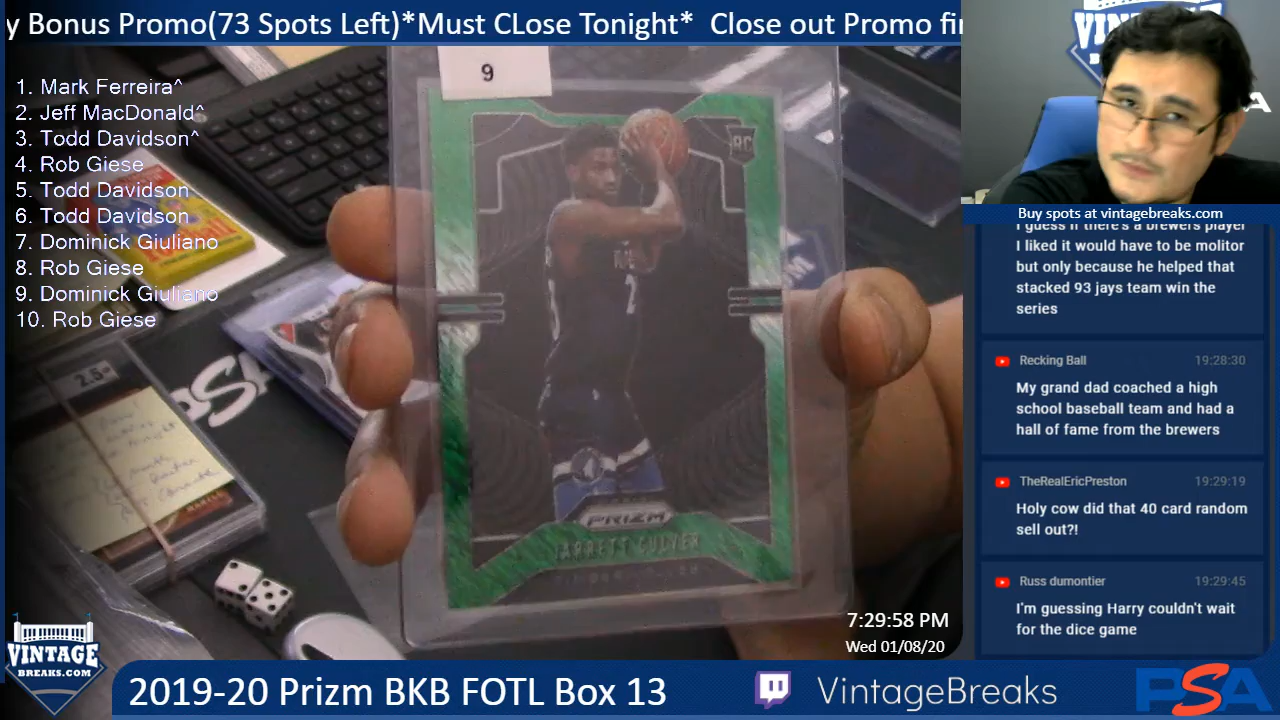 y Bonus Promo(73 Spots Left)*Must CLose Tonight* Close out Promo fi
1. Mark Ferreira^
2. Jeff MacDonald^
3. Todd Davidson^
4. Rob Giese
5. Todd Davidson
6. Todd Davidson
7. Dominick Giuliano
8. Rob Giese
9. Dominick Giuliano
10. Rob Giese
9
RC
2
PRIZM
JARRETT CULVER
2.5
PSA
7:29:58 PM
Wed 01/08/20
Buy spots at vintagebreaks.com
I guess if there's a brewers player
I liked it would have to be molitor
but only because he helped that
stacked 93 jays team win the
series
Recking Ball 19:28:30
My grand dad coached a high
school baseball team and had a
hall of fame from the brewers
TheRealEricPreston 19:29:19
Holy cow did that 40 card random
sell out?!
Russ dumontier 19:29:45
I'm guessing Harry couldn't wait
for the dice game
VINTAGE
BREAKS.COM
2019-20 Prizm BKB FOTL Box 13
VintageBreaks
PSA